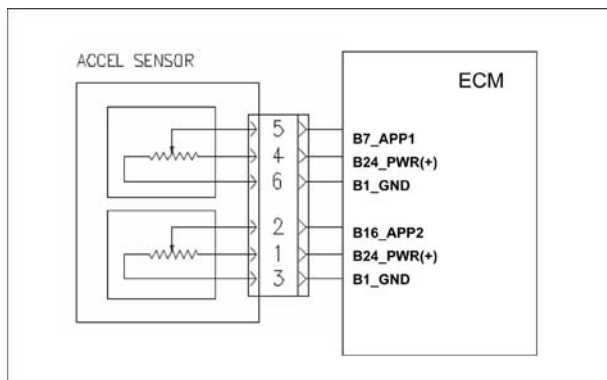 ACCEL SENSOR
ECM
5 B7_APP1
4 B24_PWR(+)
6 B1_GND
2 B16_APP2
1 B24_PWR(+)
3 B1_GND